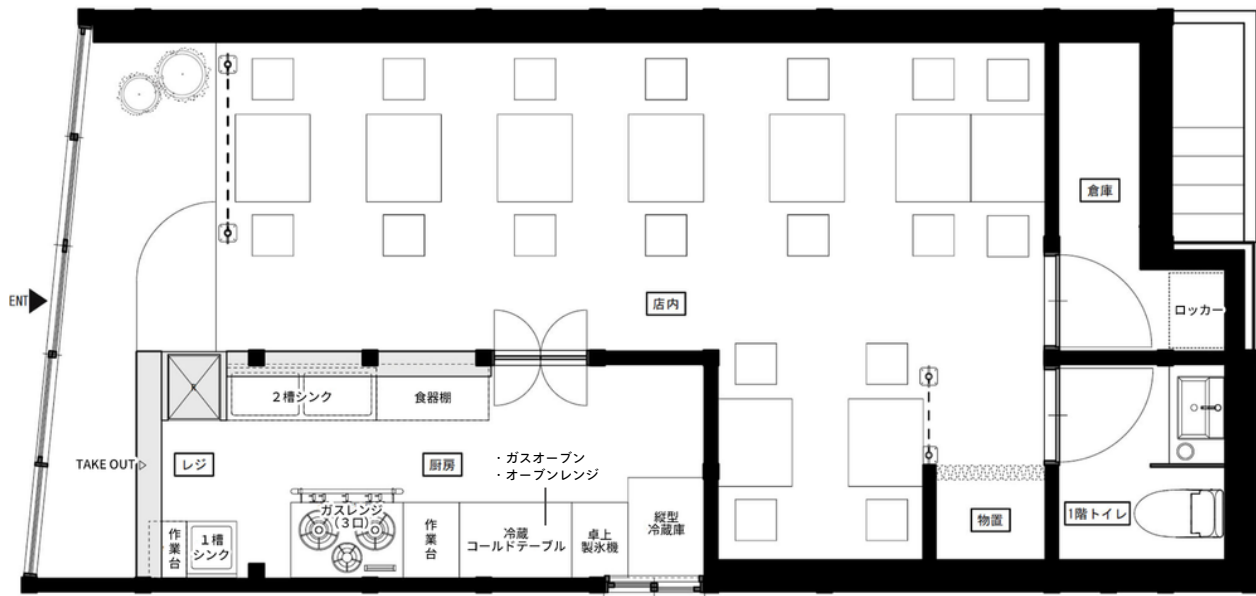 倉庫
ENT
店内
ロッカー
2槽シンク
食器棚
TAKE OUT
レジ
厨房
・ガスオーブン
・オーブンレンジ
ガスレンジ
(3口)
作業台
1槽
シンク
作業台
冷蔵
コールドテーブル
卓上
製氷機
縦型
冷蔵庫
物置
1階トイレ